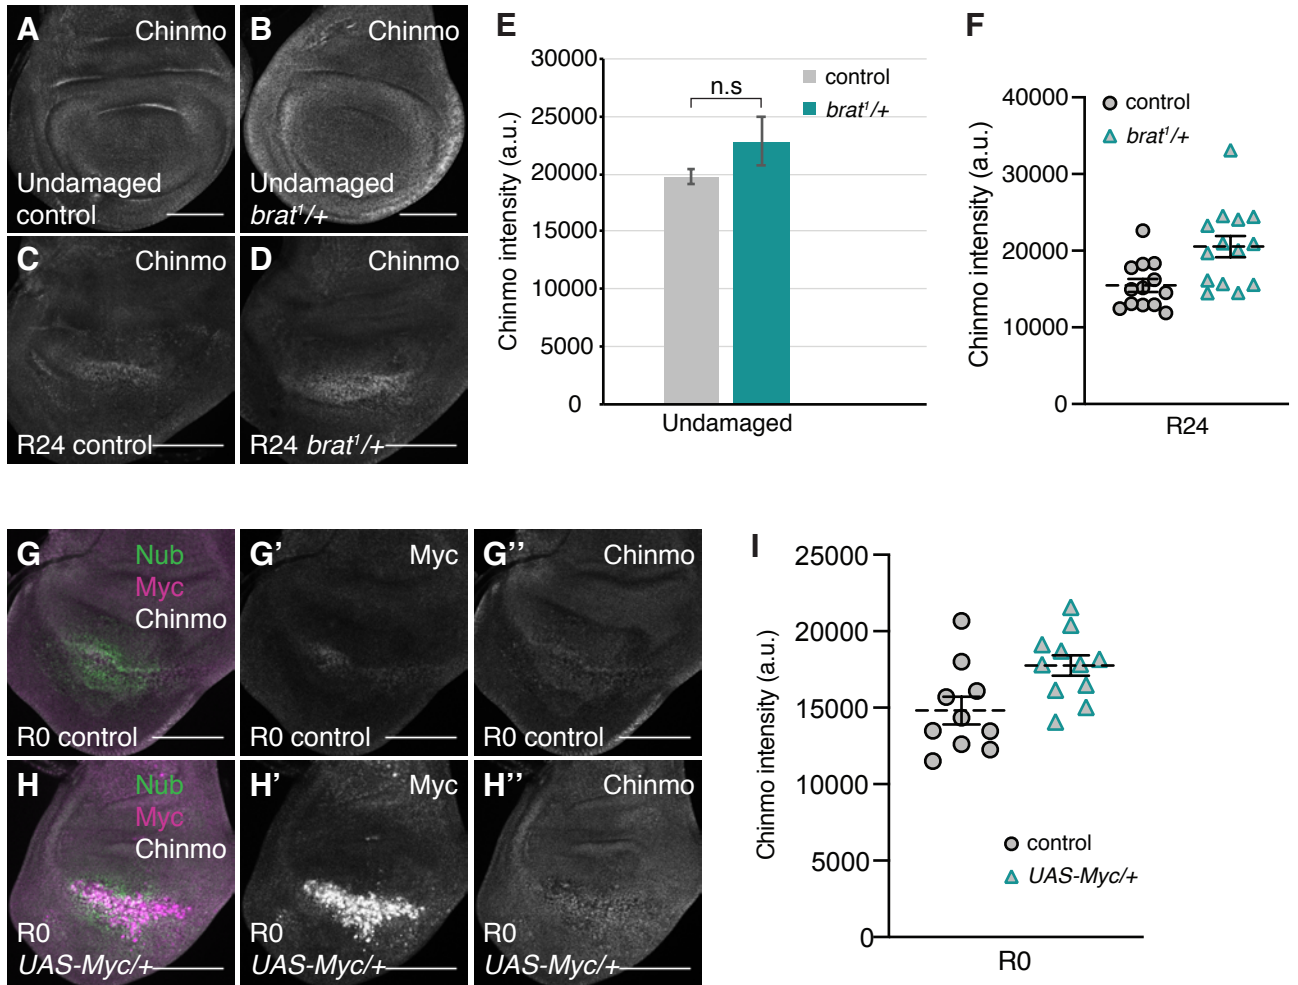 A Chinmo
Undamaged
control
B Chinmo
Undamaged
brat¹/+
C Chinmo
R24 control
D Chinmo
R24 brat¹/+
E
30000
25000
20000
15000
10000
5000
0
Chinmo intensity (a.u.)
n.s
control
brat¹/+
Undamaged
F
40000
30000
20000
10000
0
Chinmo intensity (a.u.)
control
brat¹/+
R24
G Nub
Myc
Chinmo
R0 control
G' Myc
R0 control
G'' Chinmo
R0 control
H Nub
Myc
Chinmo
R0
UAS-Myc/+
H' Myc
R0
UAS-Myc/+
H'' Chinmo
R0
UAS-Myc/+
I
25000
20000
15000
10000
5000
0
Chinmo intensity (a.u.)
control
UAS-Myc/+
R0